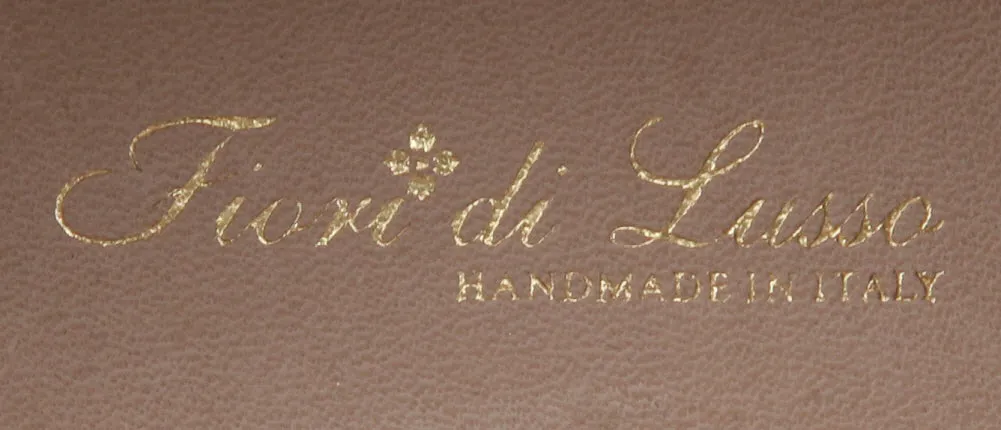 Fiori di Lusso
HANDMADE IN ITALY